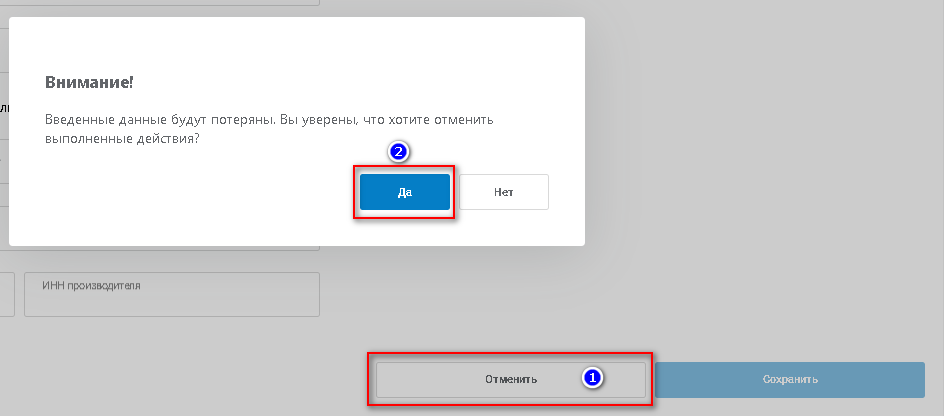 Внимание!
Введенные данные будут потеряны. Вы уверены, что хотите отменить
выполненные действия?
2
Да
Нет
ИНН производителя
Отменить
1
Сохранить